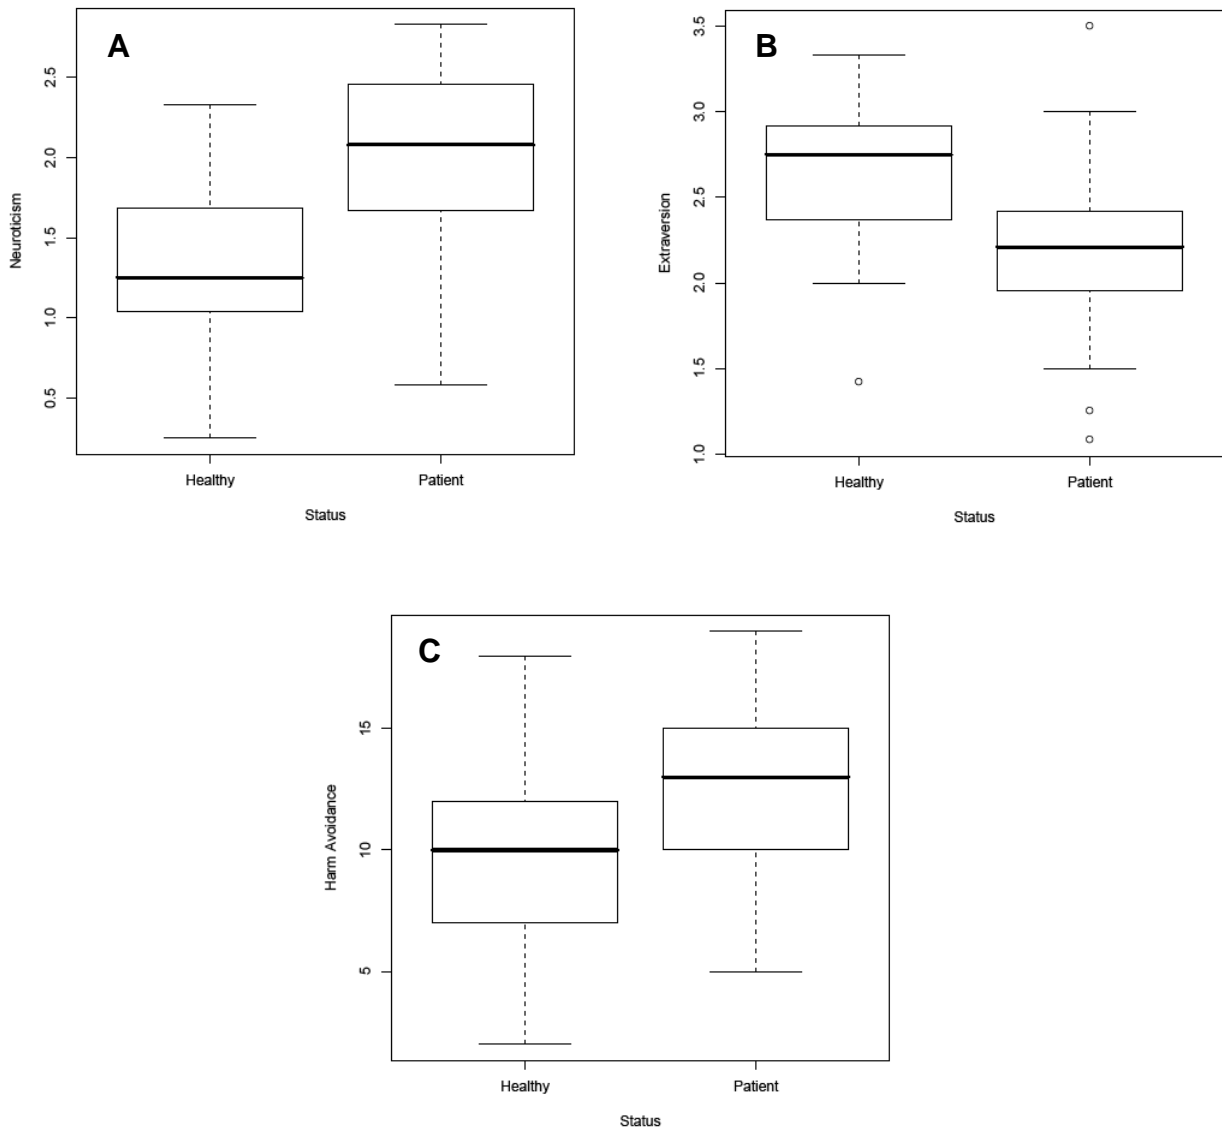 A
Neuroticism
2.5
2.0
1.5
1.0
0.5
Healthy Patient
Status
B
Extraversion
3.5
3.0
2.5
2.0
1.5
1.0
Healthy Patient
Status
C
Harm Avoidance
15
10
5
Healthy Patient
Status